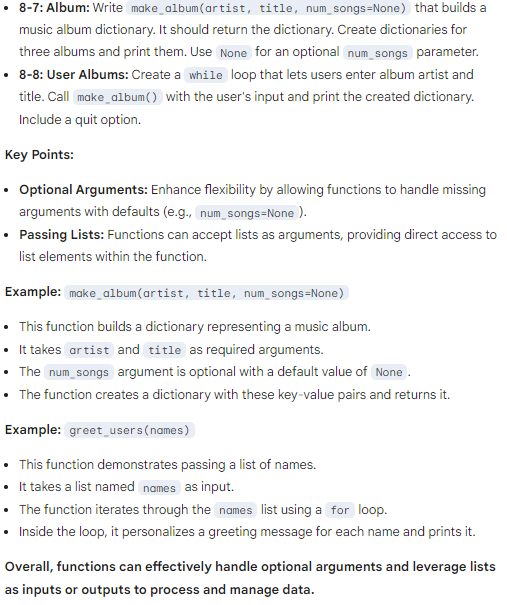 • 8-7: Album: Write make_album(artist, title, num_songs=None) that builds a
music album dictionary. It should return the dictionary. Create dictionaries for
three albums and print them. Use None for an optional num_songs parameter.
• 8-8: User Albums: Create a while loop that lets users enter album artist and
title. Call make_album() with the user's input and print the created dictionary.
Include a quit option.
Key Points:
• Optional Arguments: Enhance flexibility by allowing functions to handle missing
arguments with defaults (e.g., num_songs=None ).
• Passing Lists: Functions can accept lists as arguments, providing direct access to
list elements within the function.
Example: make_album(artist, title, num_songs=None)
• This function builds a dictionary representing a music album.
• It takes artist and title as required arguments.
• The num_songs argument is optional with a default value of None .
• The function creates a dictionary with these key-value pairs and returns it.
Example: greet_users(names)
• This function demonstrates passing a list of names.
• It takes a list named names as input.
• The function iterates through the names list using a for loop.
• Inside the loop, it personalizes a greeting message for each name and prints it.
Overall, functions can effectively handle optional arguments and leverage lists
as inputs or outputs to process and manage data.